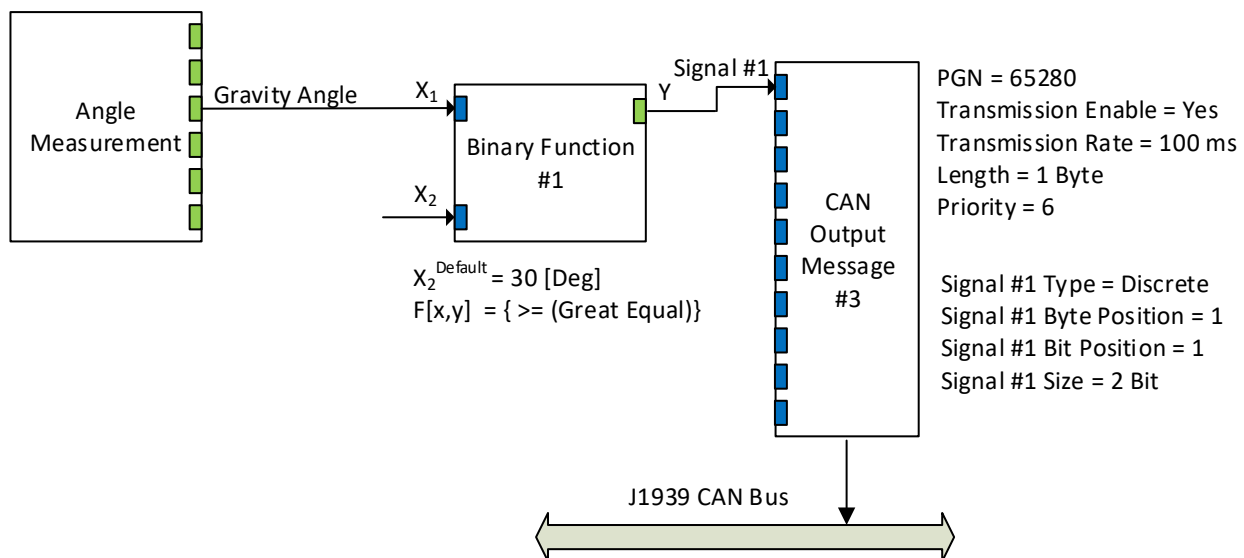 Angle
Measurement
Gravity Angle
X1
X2
Binary Function
#1
Y
X2Default = 30 [Deg]
F[x,y] = { >= (Great Equal)}
Signal #1
CAN
Output
Message
#3
PGN = 65280
Transmission Enable = Yes
Transmission Rate = 100 ms
Length = 1 Byte
Priority = 6
Signal #1 Type = Discrete
Signal #1 Byte Position = 1
Signal #1 Bit Position = 1
Signal #1 Size = 2 Bit
J1939 CAN Bus